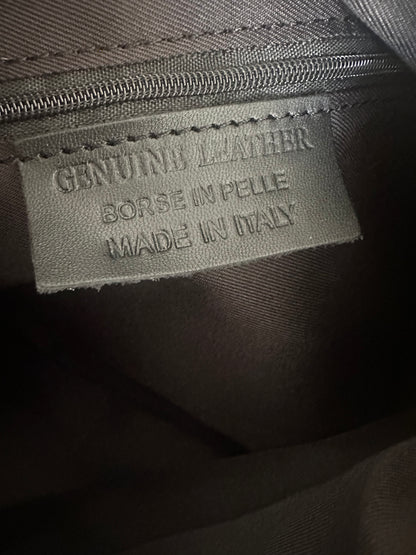 GENUINE LEATHER
BORSE IN PELLE
MADE IN ITALY